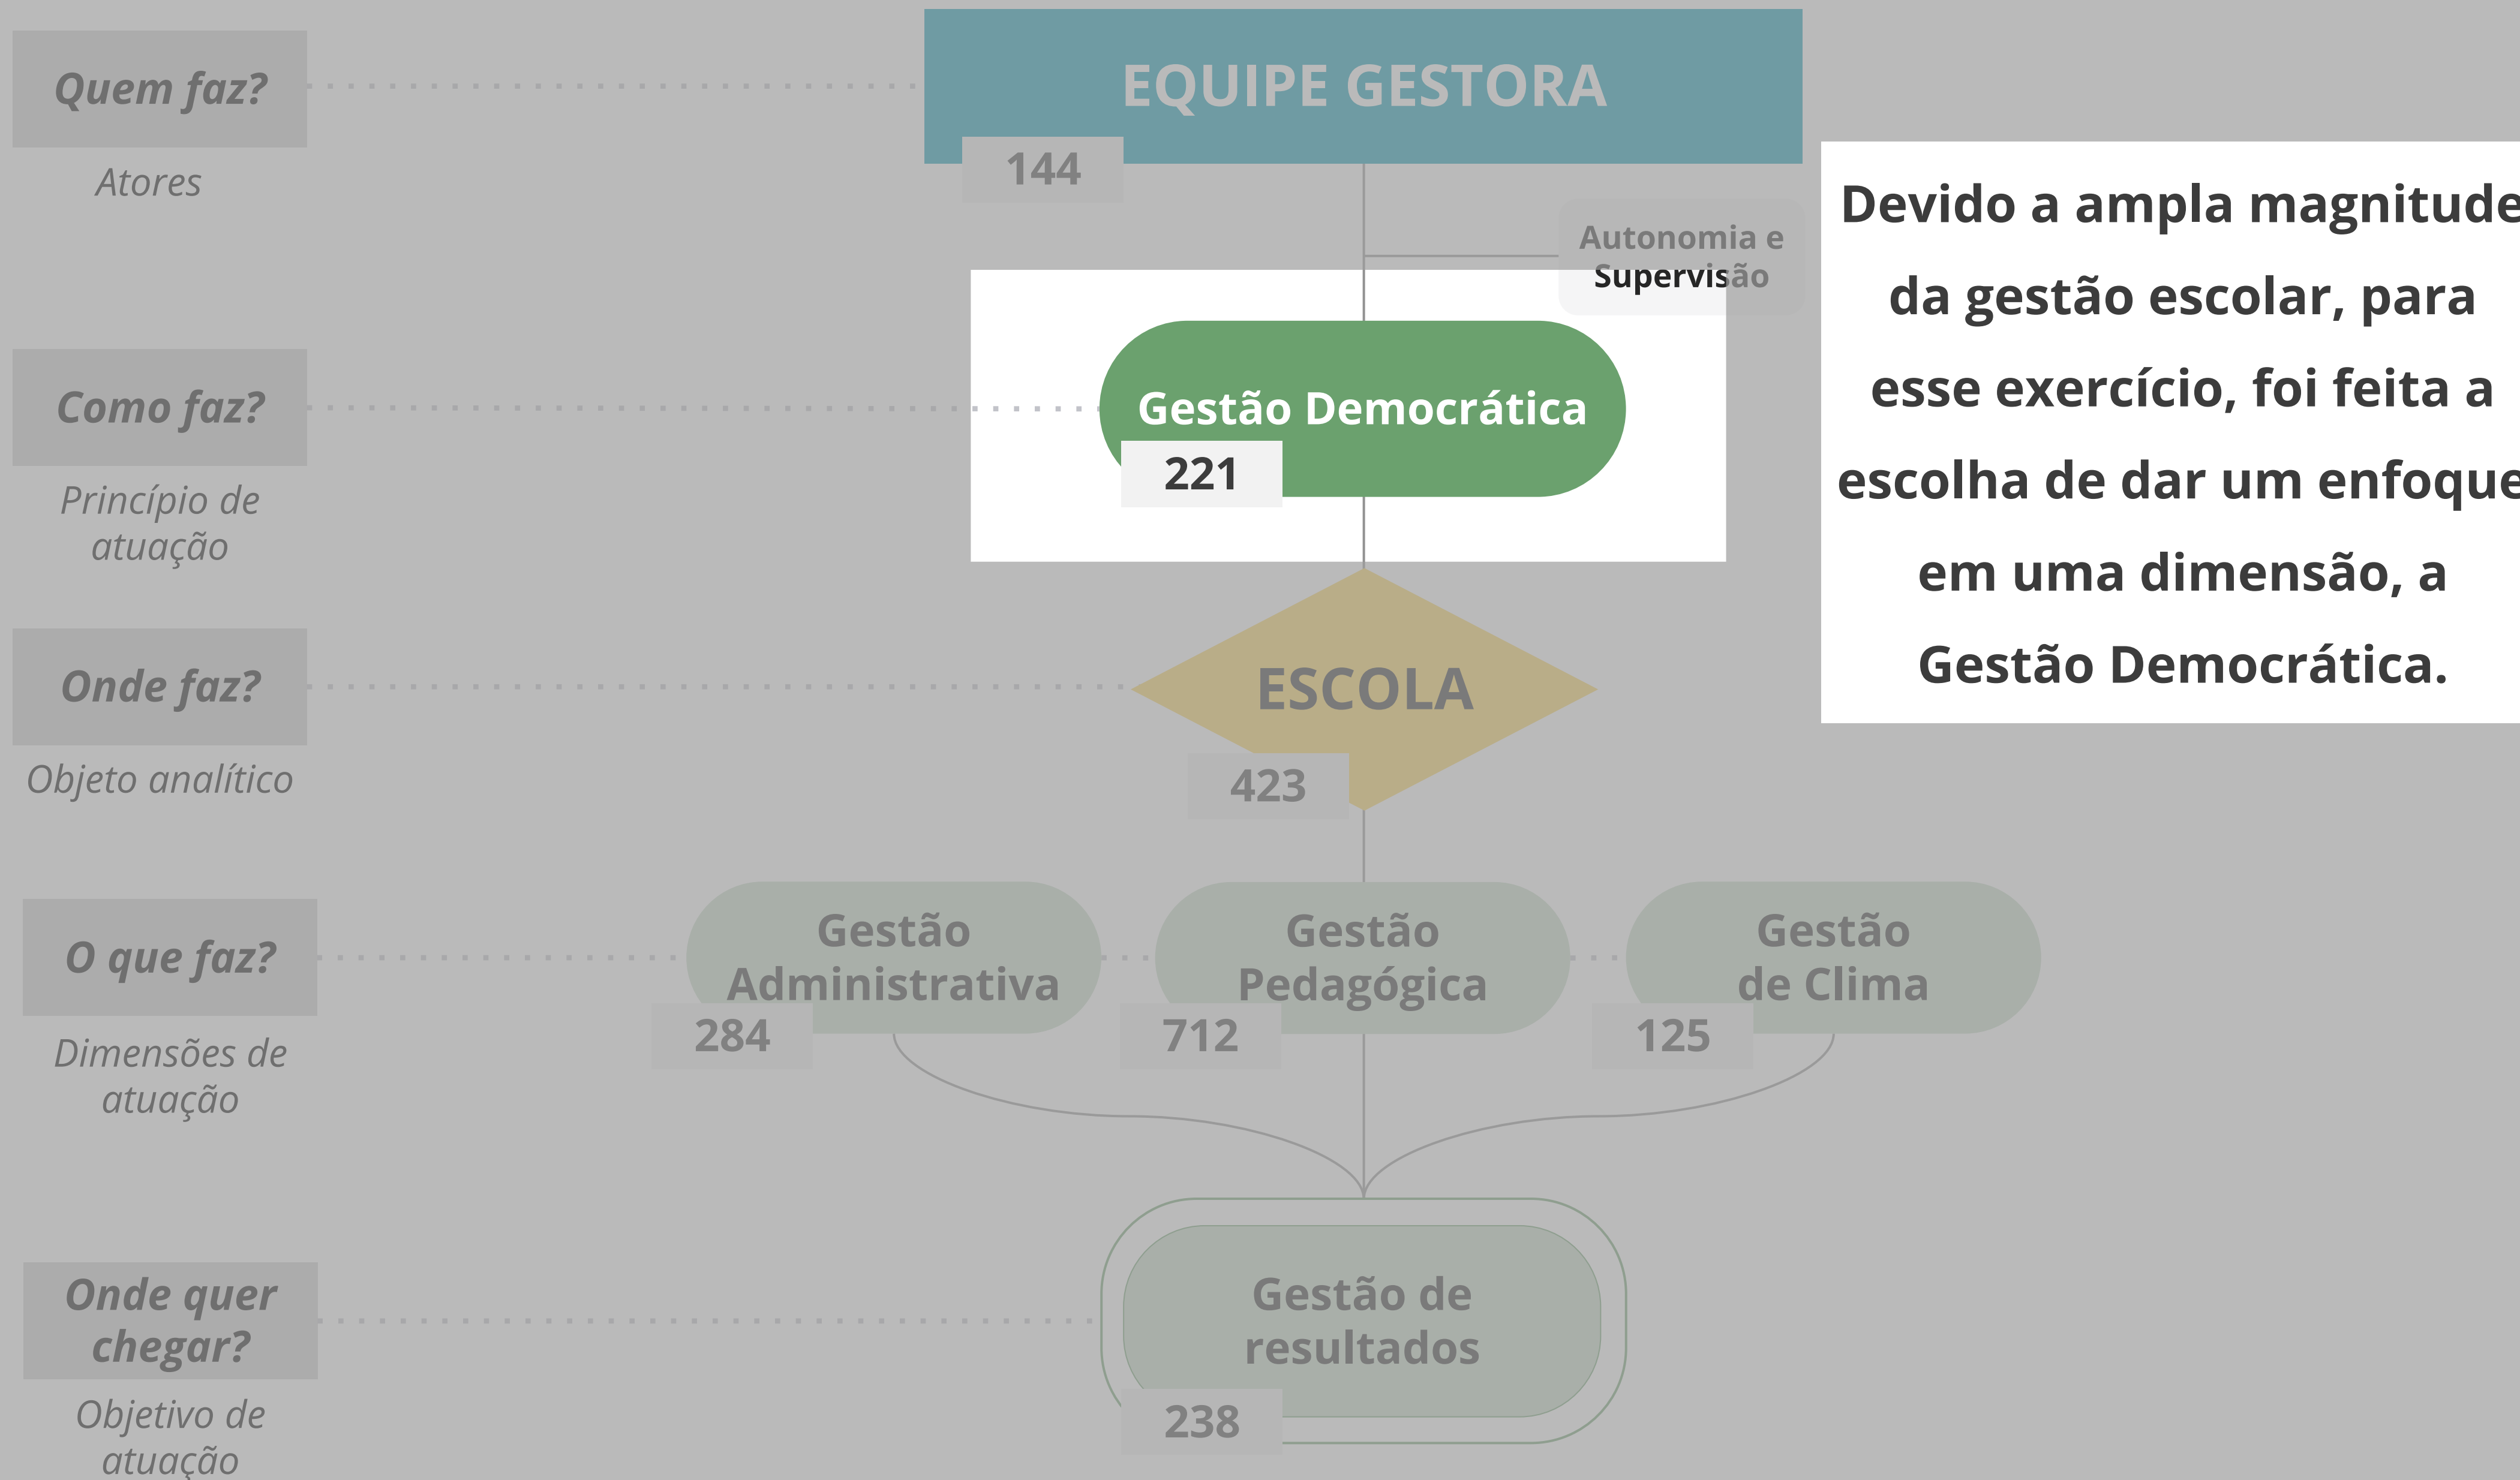 Quem faz?
Atores
EQUIPE GESTORA
144
Autonomia e
Supervisão
Como faz?
Princípio de
atuação
Gestão Democrática
221
Devido a ampla magnitude
da gestão escolar, para
esse exercício, foi feita a
escolha de dar um enfoque
em uma dimensão, a
Gestão Democrática.
Onde faz?
Objeto analítico
ESCOLA
423
O que faz?
Dimensões de
atuação
Gestão
Administrativa
284
Gestão
Pedagógica
712
Gestão
de Clima
125
Onde quer
chegar?
Objetivo de
atuação
Gestão de
resultados
238